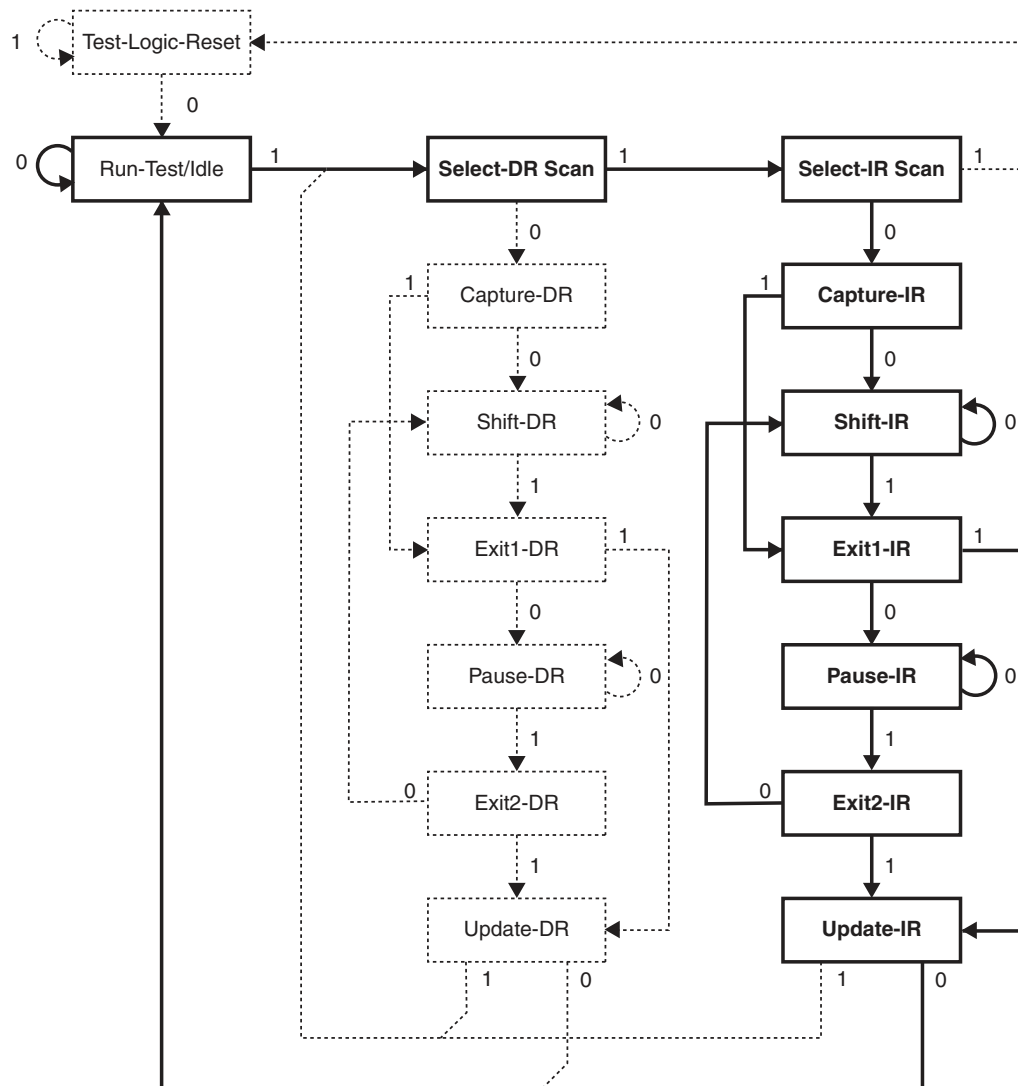 Test-Logic-Reset
1
0
Run-Test/Idle
0
1
Select-DR Scan
1
Select-IR Scan
1
0
0
Capture-DR
1
Capture-IR
1
0
0
Shift-DR
0
Shift-IR
0
1
1
Exit1-DR
1
Exit1-IR
1
0
0
Pause-DR
0
Pause-IR
0
1
1
Exit2-DR
0
Exit2-IR
0
1
1
Update-DR
Update-IR
1
0
1
0